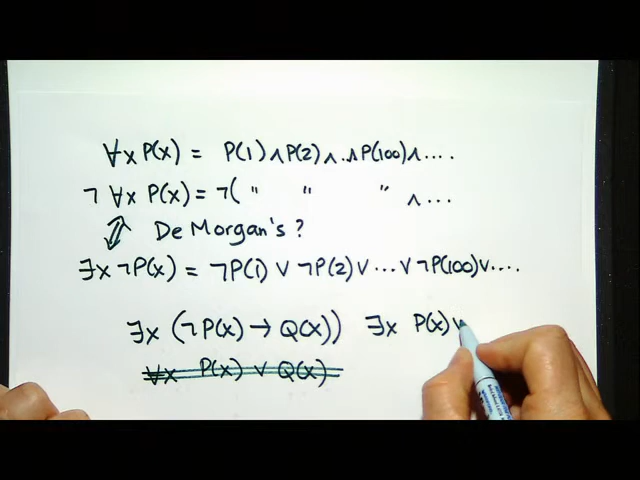 ∀x P(x) = P(1)∧P(2)∧..∧P(100)∧....
¬ ∀x P(x) = ¬( " " " ∧...
⇕ De Morgan's ?
∃x ¬P(x) = ¬P(1) ∨ ¬P(2) ∨ ... ∨ ¬P(100)∨....
∃x (¬P(x) → Q(x)) ∃x P(x) ∨
∀x P(x) ∨ Q(x)